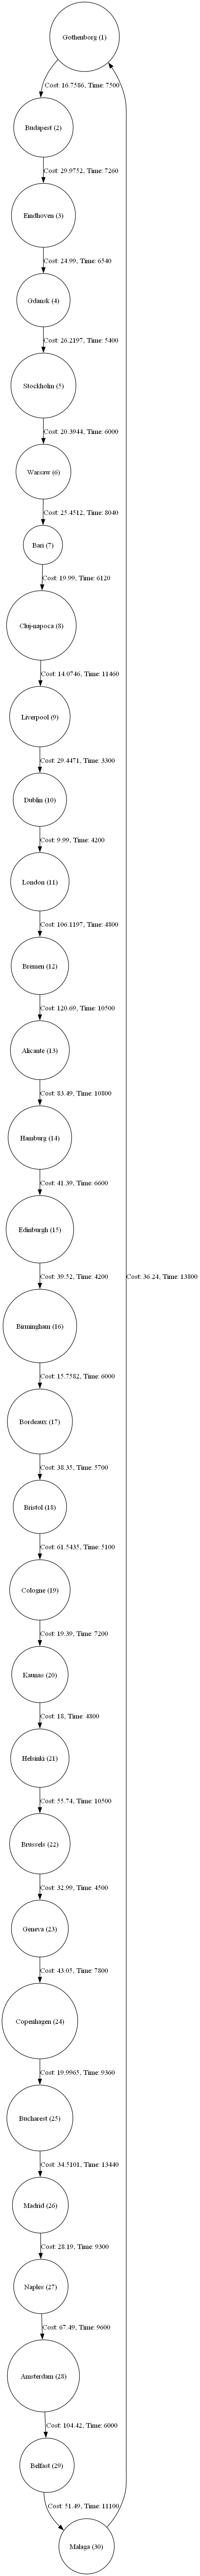 Gothenborg (1)
Cost: 16.7586, Time: 7500
Budapest (2)
Cost: 29.9752, Time: 7260
Eindhoven (3)
Cost: 24.99, Time: 6540
Gdansk (4)
Cost: 26.2197, Time: 5400
Stockholm (5)
Cost: 20.3944, Time: 6000
Warsaw (6)
Cost: 25.4512, Time: 8040
Bari (7)
Cost: 19.99, Time: 6120
Cluj-napoca (8)
Cost: 14.0746, Time: 11460
Liverpool (9)
Cost: 29.4471, Time: 3300
Dublin (10)
Cost: 9.99, Time: 4200
London (11)
Cost: 106.1197, Time: 4800
Bremen (12)
Cost: 120.69, Time: 10500
Alicante (13)
Cost: 83.49, Time: 10800
Hamburg (14)
Cost: 41.39, Time: 6600
Edinburgh (15)
Cost: 39.52, Time: 4200
Cost: 36.24, Time: 13800
Birmingham (16)
Cost: 15.7582, Time: 6000
Bordeaux (17)
Cost: 38.35, Time: 5700
Bristol (18)
Cost: 61.5435, Time: 5100
Cologne (19)
Cost: 19.39, Time: 7200
Kaunas (20)
Cost: 18, Time: 4800
Helsinki (21)
Cost: 55.74, Time: 10500
Brussels (22)
Cost: 32.99, Time: 4500
Geneva (23)
Cost: 43.05, Time: 7800
Copenhagen (24)
Cost: 19.9965, Time: 9360
Bucharest (25)
Cost: 34.5101, Time: 13440
Madrid (26)
Cost: 28.19, Time: 9300
Naples (27)
Cost: 67.49, Time: 9600
Amsterdam (28)
Cost: 104.42, Time: 6000
Belfast (29)
Cost: 51.49, Time: 11100
Malaga (30)